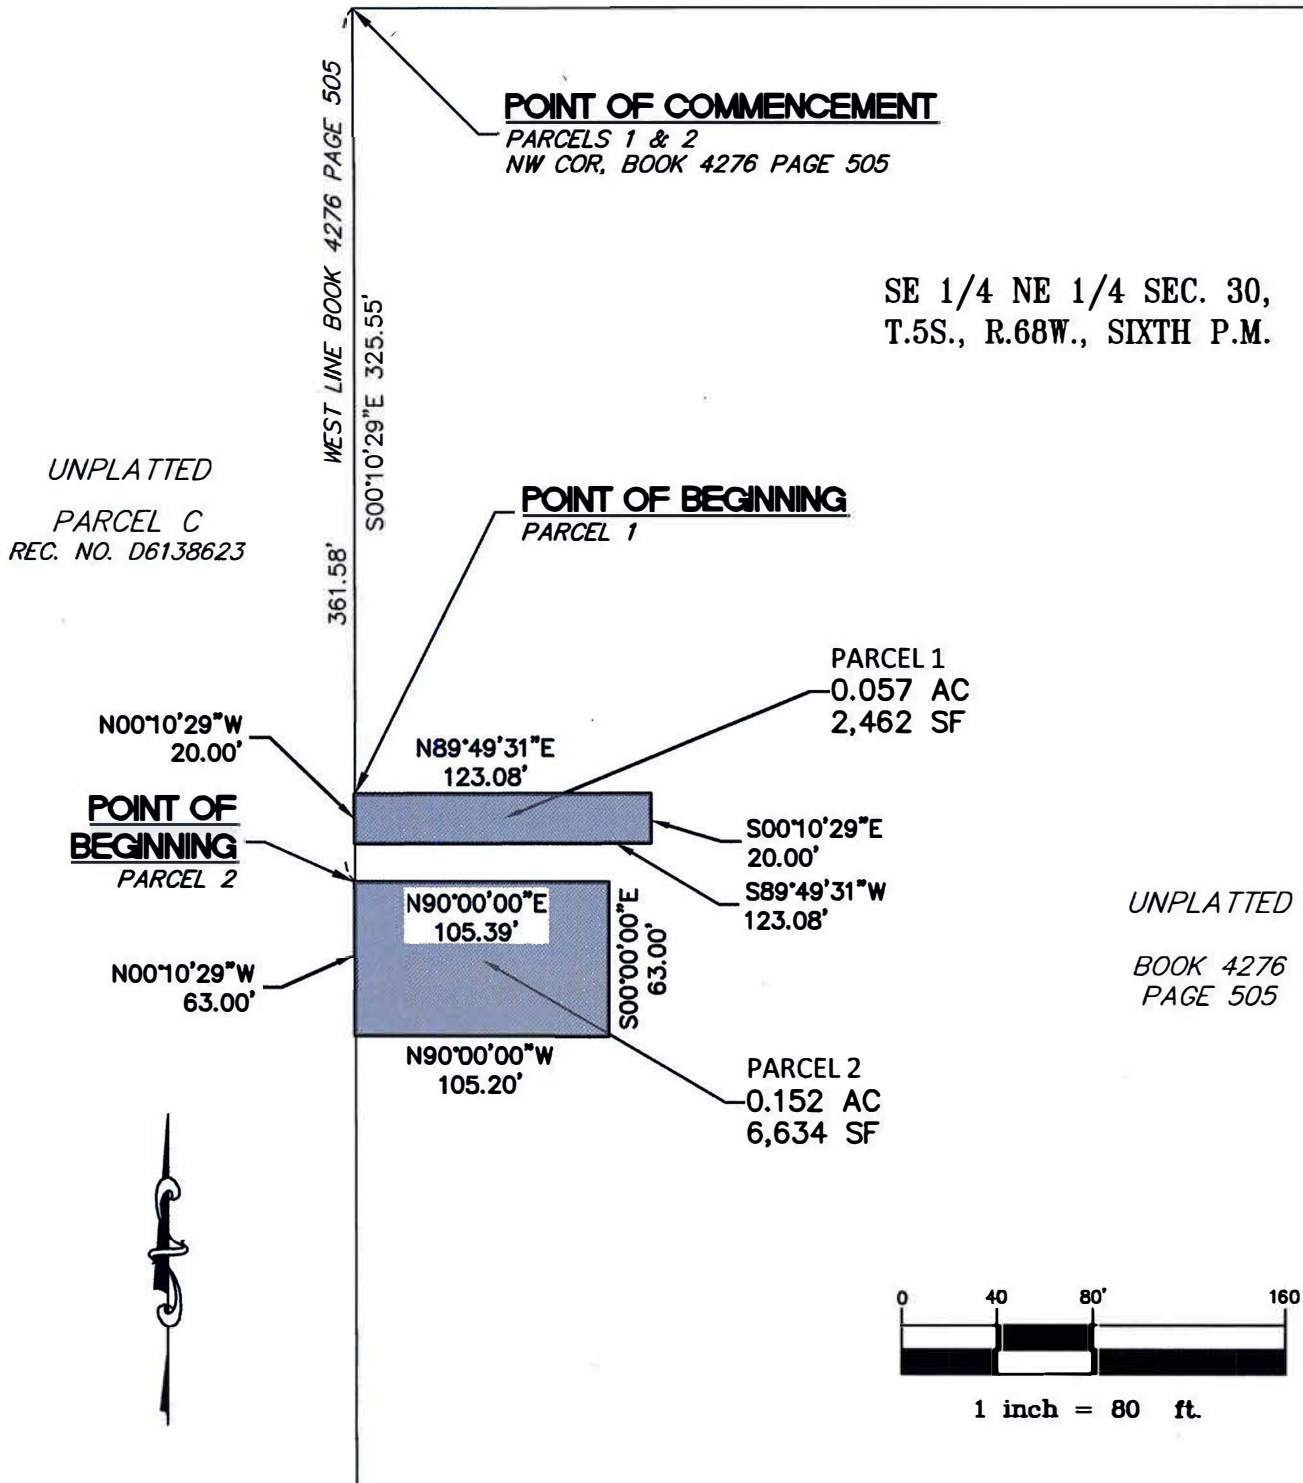 POINT OF COMMENCEMENT
PARCELS 1 & 2
NW COR, BOOK 4276 PAGE 505
WEST LINE BOOK 4276 PAGE 505
S00°10'29"E 325.55'
361.58'
SE 1/4 NE 1/4 SEC. 30,
T.5S., R.68W., SIXTH P.M.
UNPLATTED
PARCEL C
REC. NO. D6138623
POINT OF BEGINNING
PARCEL 1
PARCEL 1
0.057 AC
2,462 SF
N00°10'29"W
20.00'
N89°49'31"E
123.08'
POINT OF
BEGINNING
PARCEL 2
S00°10'29"E
20.00'
S89°49'31"W
123.08'
N90°00'00"E
105.39'
S00°00'00"E
63.00'
UNPLATTED
BOOK 4276
PAGE 505
N00°10'29"W
63.00'
N90°00'00"W
105.20'
PARCEL 2
0.152 AC
6,634 SF
0 40 80' 160
1 inch = 80 ft.